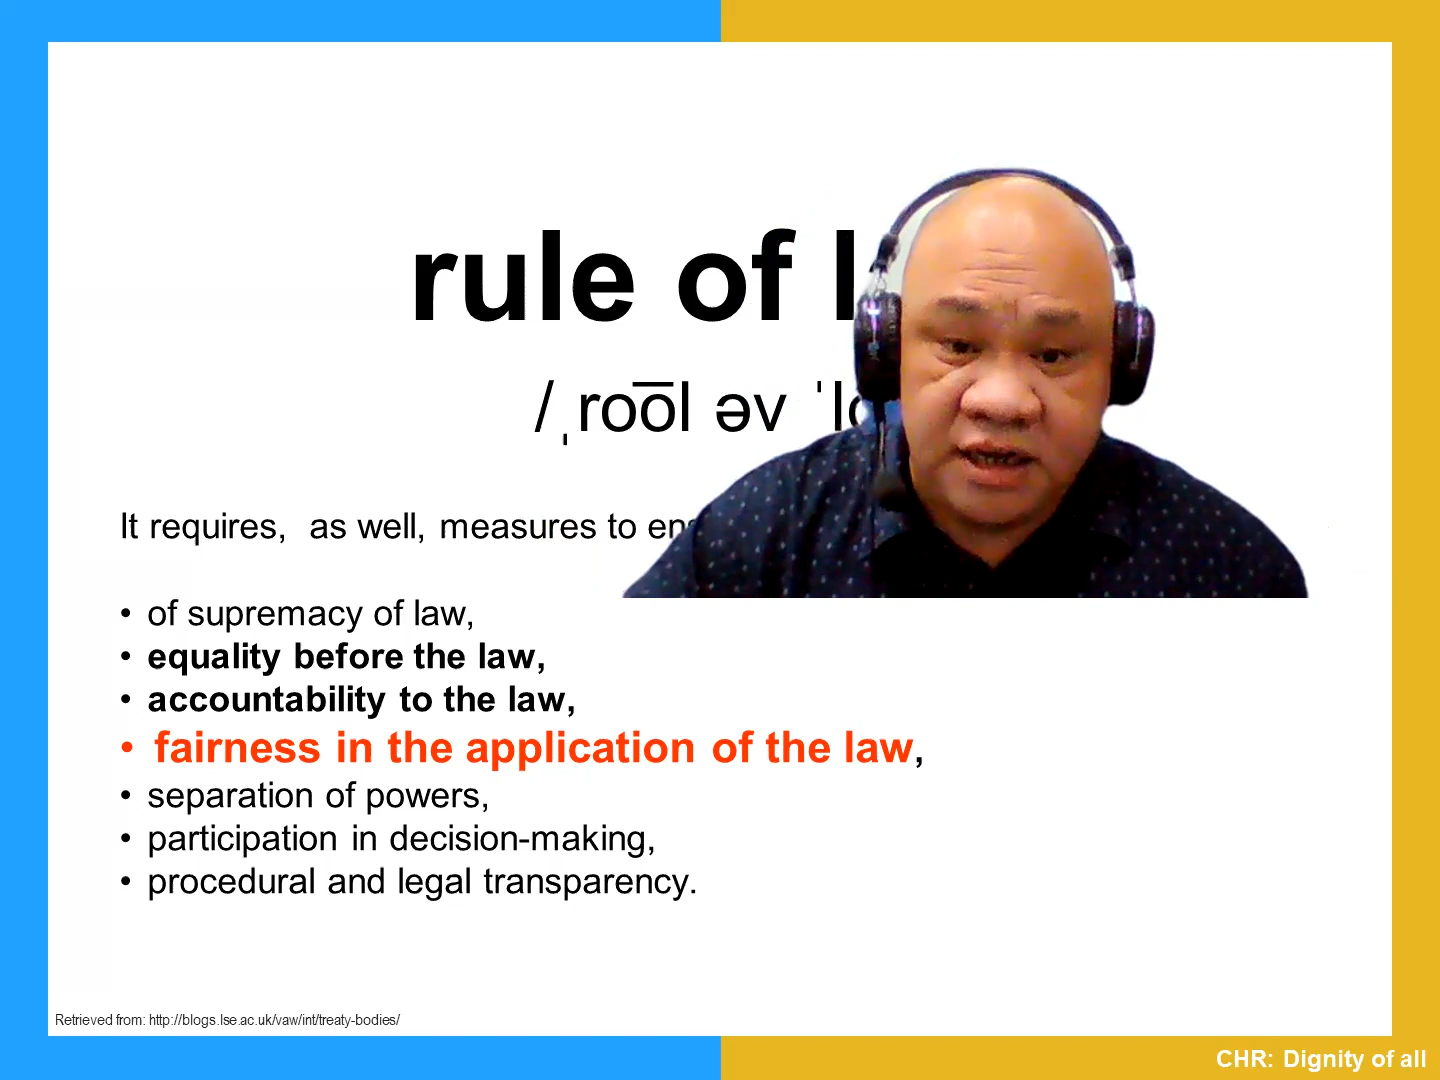 rule of
/ˌro͞ol əv
It requires, as well, measures to
• of supremacy of law,
• equality before the law,
• accountability to the law,
• fairness in the application of the law,
• separation of powers,
• participation in decision-making,
• procedural and legal transparency.
Retrieved from: http://blogs.lse.ac.uk/vaw/int/treaty-bodies/
CHR: Dignity of all